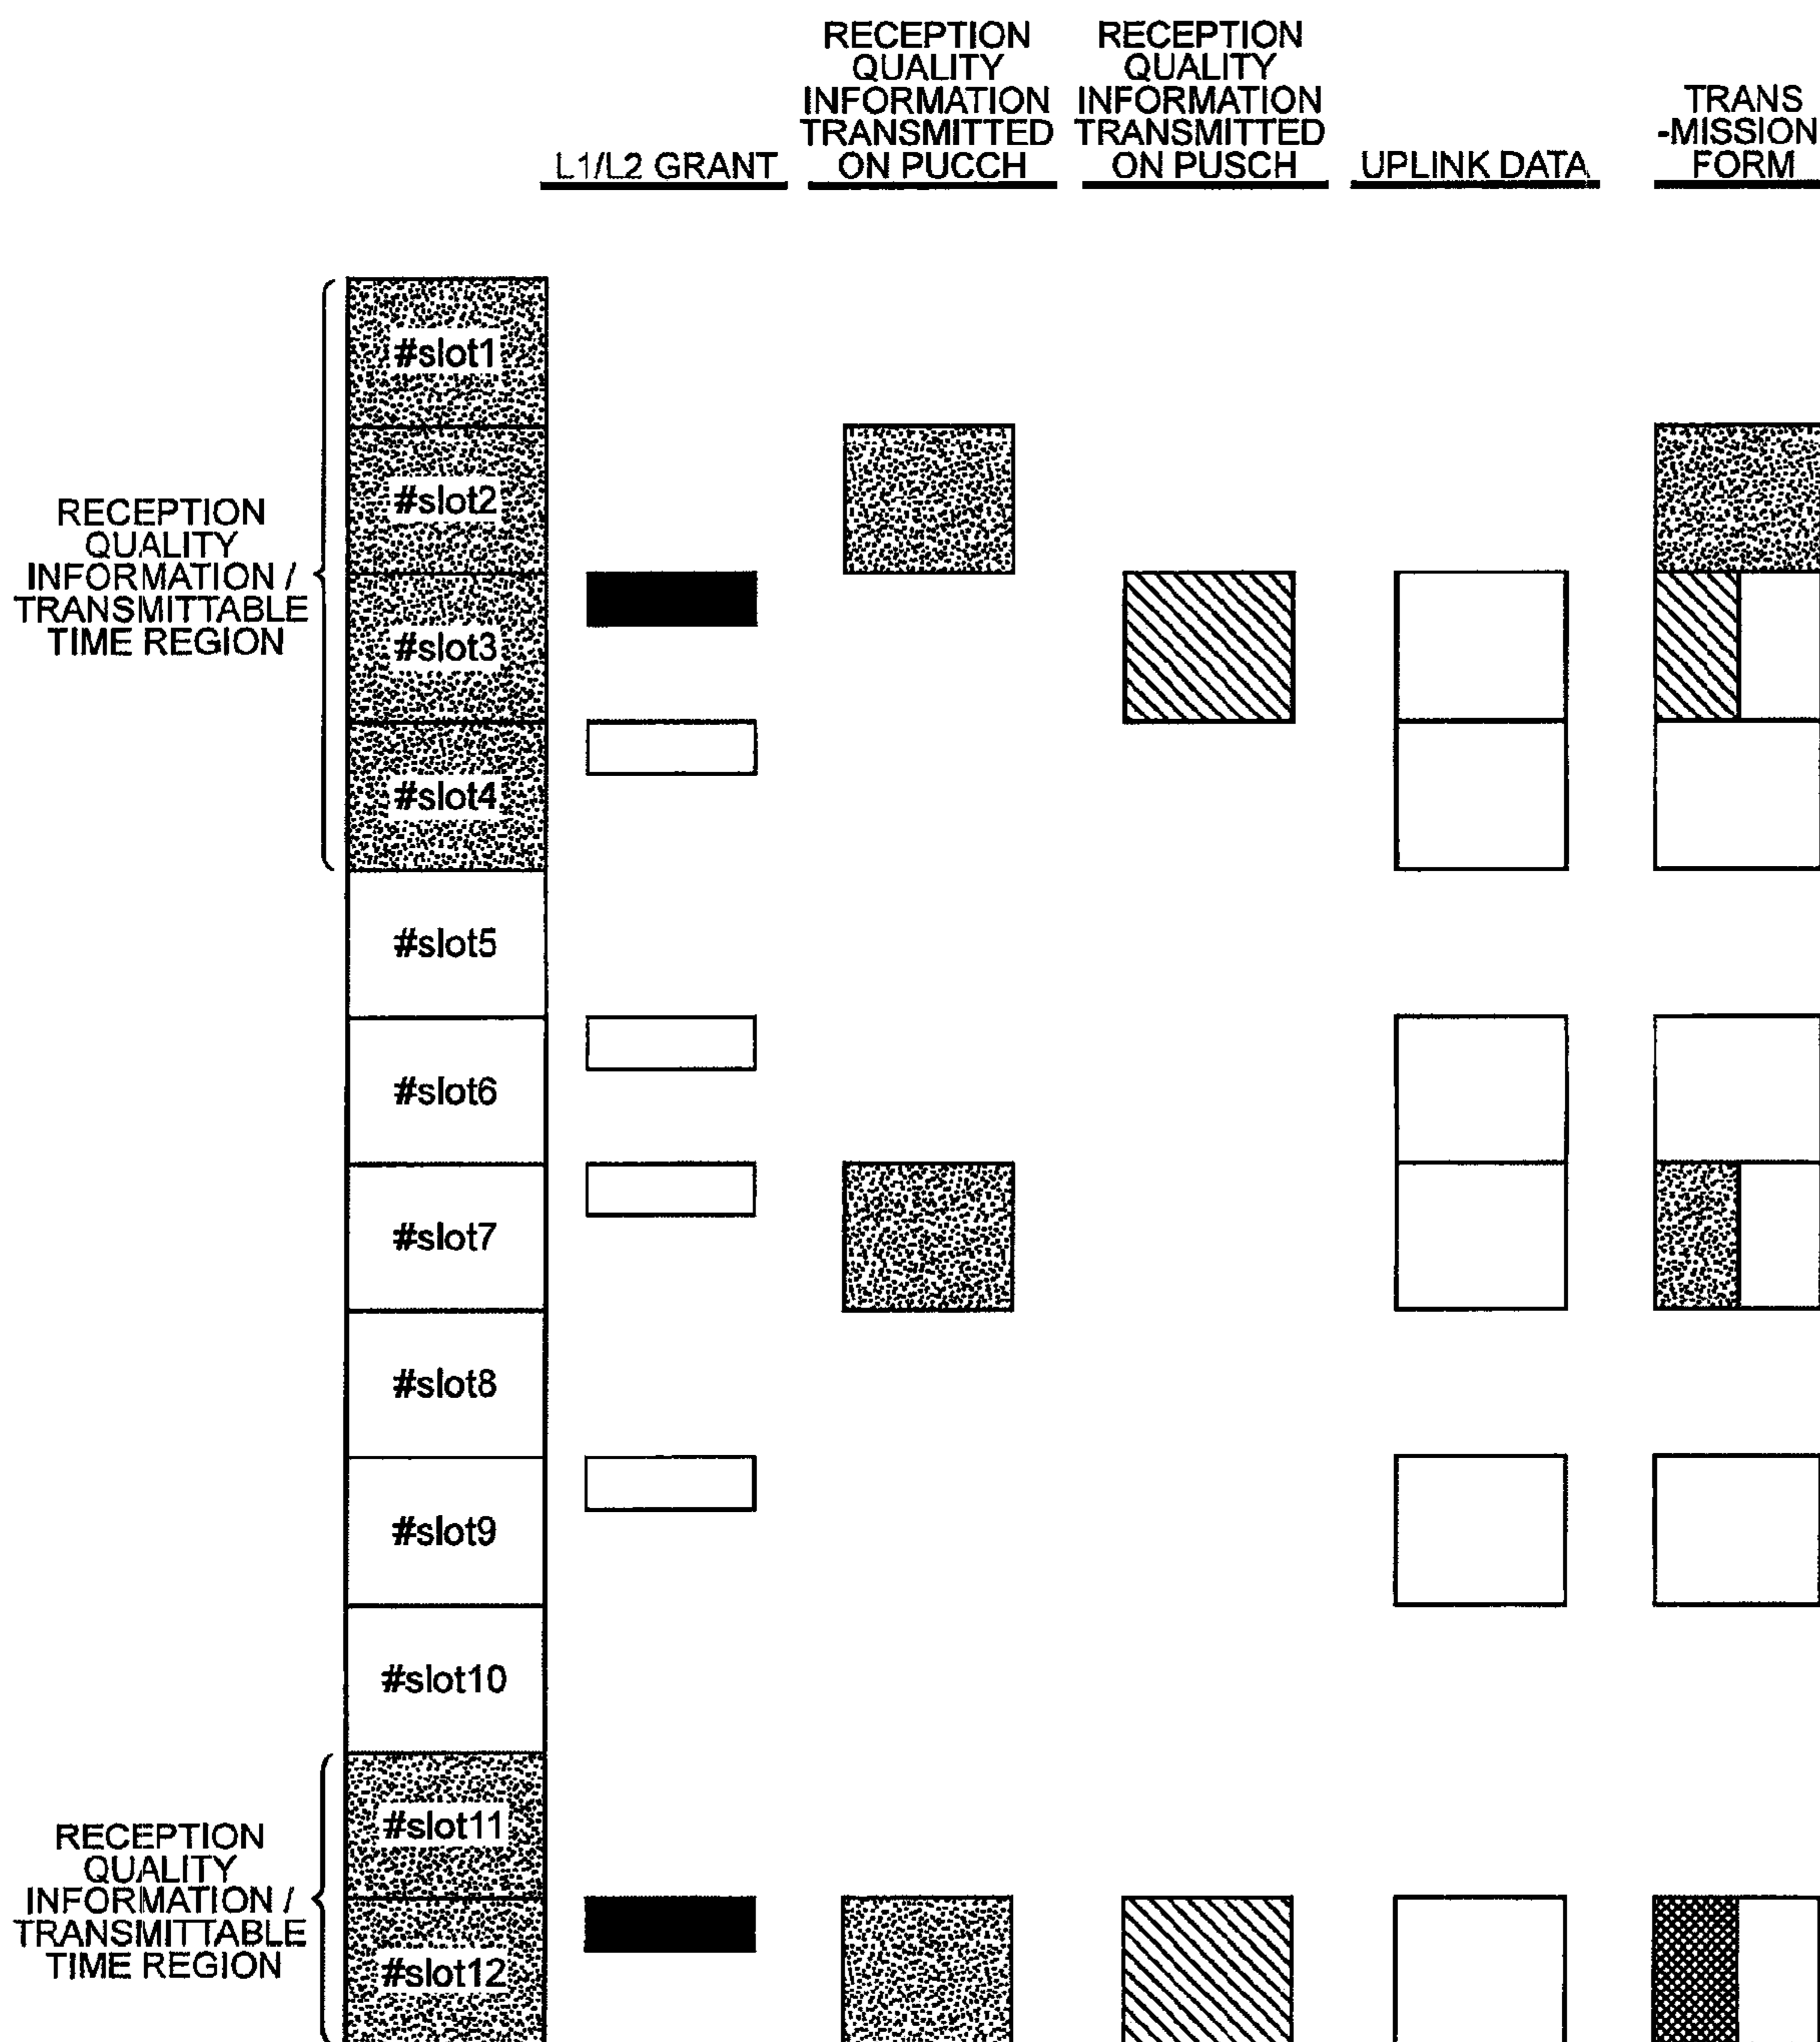 RECEPTION
QUALITY
INFORMATION
TRANSMITTED
ON PUCCH
RECEPTION
QUALITY
INFORMATION
TRANSMITTED
ON PUSCH
TRANS
-MISSION
FORM
L1/L2 GRANT
UPLINK DATA
#slot1
#slot2
RECEPTION
QUALITY
INFORMATION /
TRANSMITTABLE
TIME REGION
#slot3
#slot4
#slot5
#slot6
#slot7
#slot8
#slot9
#slot10
#slot11
RECEPTION
QUALITY
INFORMATION /
TRANSMITTABLE
TIME REGION
#slot12